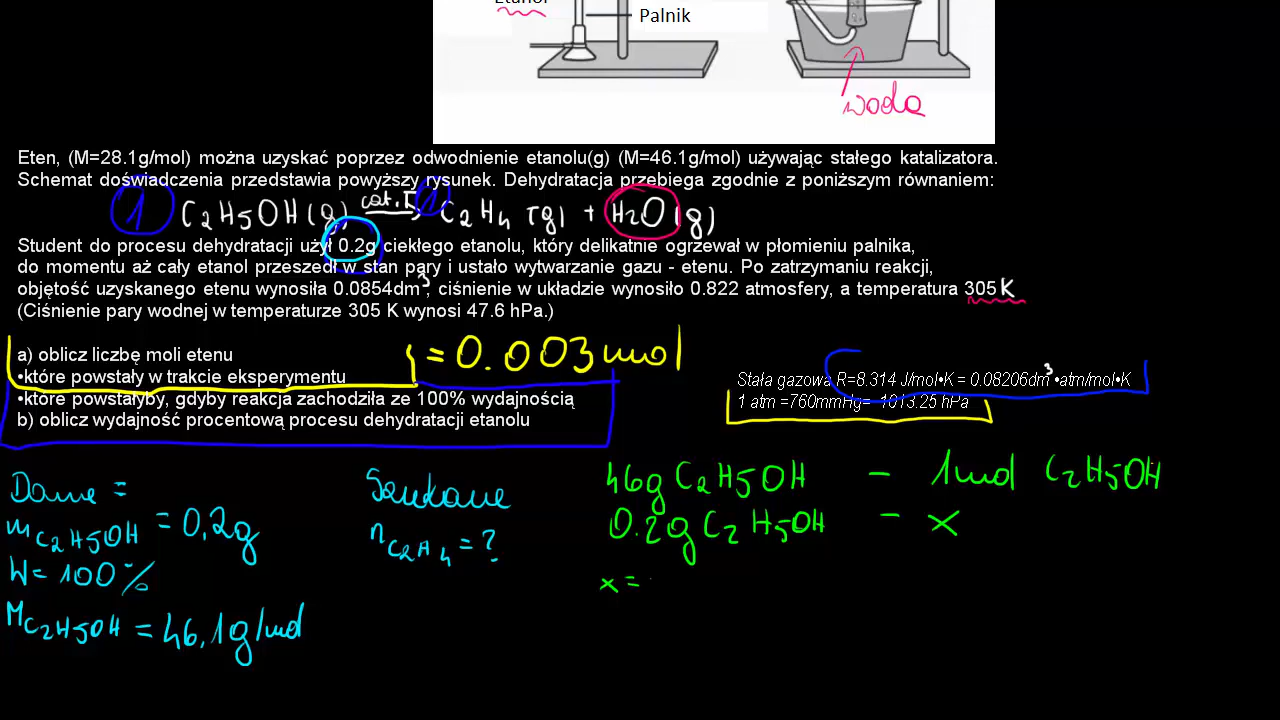 Etanol
Palnik
woda
Eten, (M=28.1g/mol) można uzyskać poprzez odwodnienie etanolu(g) (M=46.1g/mol) używając stałego katalizatora.
Schemat doświadczenia przedstawia powyższy rysunek. Dehydratacja przebiega zgodnie z poniższym równaniem:
1 C2H5OH(g) cat.T → 1 C2H4 (g) + H2O(g)
Student do procesu dehydratacji użył 0.2g ciekłego etanolu, który delikatnie ogrzewał w płomieniu palnika,
do momentu aż cały etanol przeszedł w stan pary i ustało wytwarzanie gazu - etenu. Po zatrzymaniu reakcji,
objętość uzyskanego etenu wynosiła 0.0854dm³, ciśnienie w układzie wynosiło 0.822 atmosfery, a temperatura 305K
(Ciśnienie pary wodnej w temperaturze 305 K wynosi 47.6 hPa.)
a) oblicz liczbę moli etenu
= 0.003mol
•które powstały w trakcie eksperymentu
•które powstałyby, gdyby reakcja zachodziła ze 100% wydajnością
b) oblicz wydajność procentową procesu dehydratacji etanolu
Stała gazowa R=8.314 J/mol•K = 0.08206dm³•atm/mol•K
1 atm =760mmHg= 1013.25 hPa
Dane =
mC2H5OH = 0,2g
W= 100%
MC2H5OH = 46,1g/mol
Szukane
nC2H4 = ?
46g C2H5OH - 1mol C2H5OH
0.2g C2H5OH - x
x =